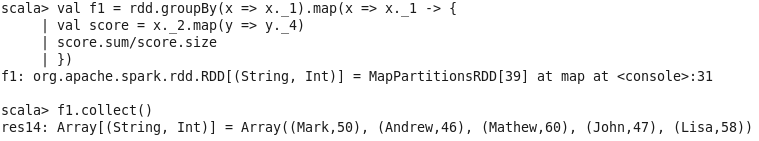 scala> val f1 = rdd.groupBy(x => x._1).map(x => x._1 -> {
| val score = x._2.map(y => y._4)
| score.sum/score.size
| })
f1: org.apache.spark.rdd.RDD[(String, Int)] = MapPartitionsRDD[39] at map at <console>:31
scala> f1.collect()
res14: Array[(String, Int)] = Array((Mark,50), (Andrew,46), (Mathew,60), (John,47), (Lisa,58))